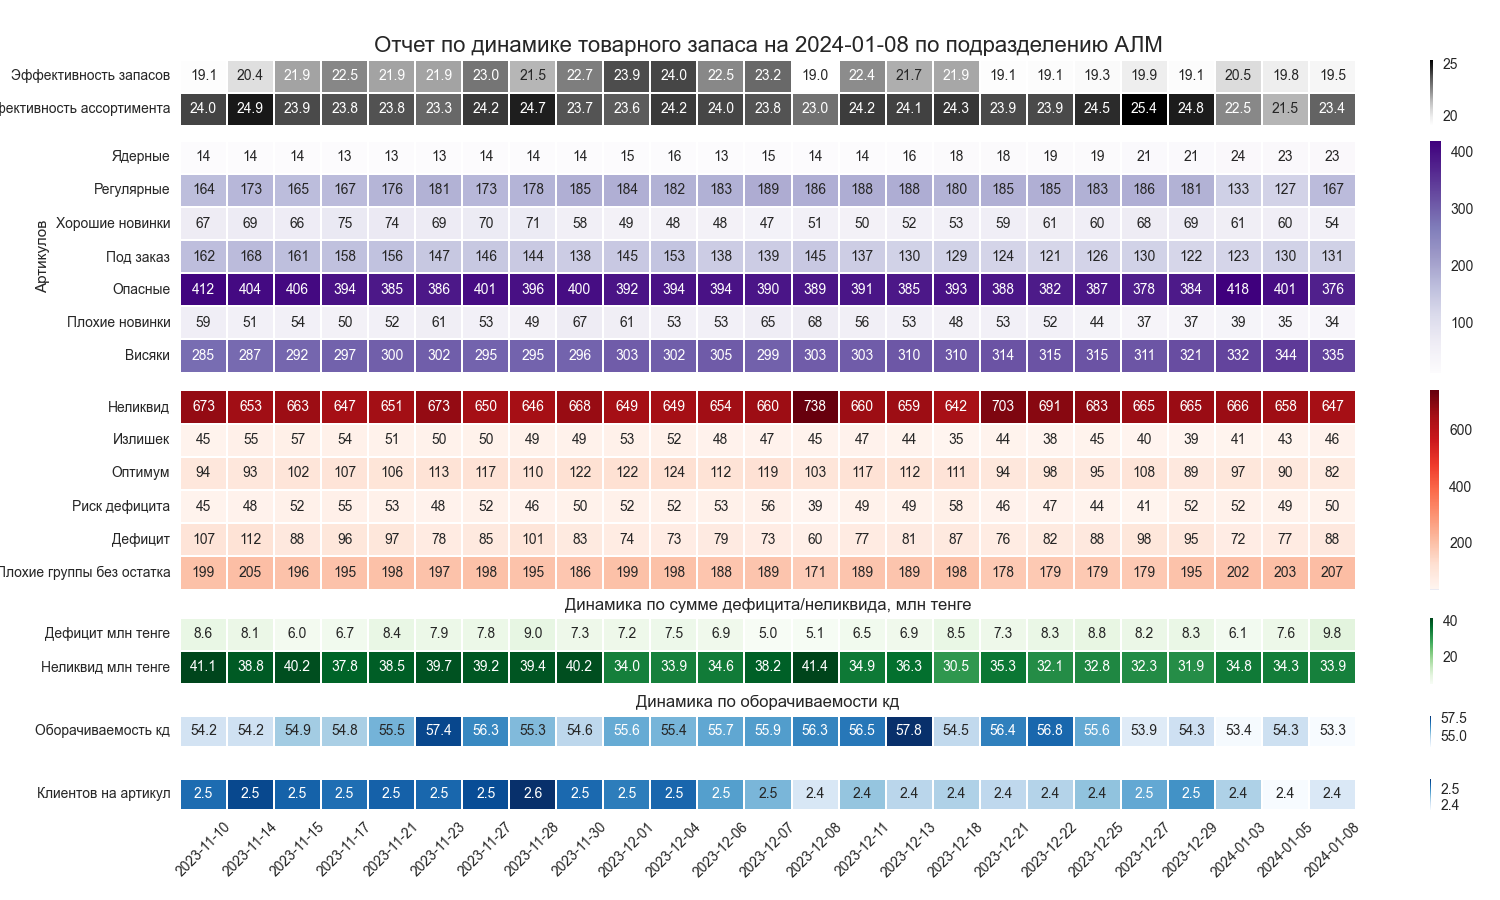 Отчет по динамике товарного запаса на 2024-01-08 по подразделению АЛМ
Эффективность запасов 19.1 20.4 21.9 22.5 21.9 21.9 23.0 21.5 22.7 23.9 24.0 22.5 23.2 19.0 22.4 21.7 21.9 19.1 19.1 19.3 19.9 19.1 20.5 19.8 19.5
фективность ассортимента 24.0 24.9 23.9 23.8 23.8 23.3 24.2 24.7 23.7 23.6 24.2 24.0 23.8 23.0 24.2 24.1 24.3 23.9 23.9 24.5 25.4 24.8 22.5 21.5 23.4
25
20
Артикулов
Ядерные 14 14 14 13 13 13 14 14 14 15 16 13 15 14 14 16 18 18 19 19 21 21 24 23 23
Регулярные 164 173 165 167 176 181 173 178 185 184 182 183 189 186 188 188 180 185 185 183 186 181 133 127 167
Хорошие новинки 67 69 66 75 74 69 70 71 58 49 48 48 47 51 50 52 53 59 61 60 68 69 61 60 54
Под заказ 162 168 161 158 156 147 146 144 138 145 153 138 139 145 137 130 129 124 121 126 130 122 123 130 131
Опасные 412 404 406 394 385 386 401 396 400 392 394 394 390 389 391 385 393 388 382 387 378 384 418 401 376
Плохие новинки 59 51 54 50 52 61 53 49 67 61 53 53 65 68 56 53 48 53 52 44 37 37 39 35 34
Висяки 285 287 292 297 300 302 295 295 296 303 302 305 299 303 303 310 310 314 315 315 311 321 332 344 335
400
300
200
100
Неликвид 673 653 663 647 651 673 650 646 668 649 649 654 660 738 660 659 642 703 691 683 665 665 666 658 647
Излишек 45 55 57 54 51 50 50 49 49 53 52 48 47 45 47 44 35 44 38 45 40 39 41 43 46
Оптимум 94 93 102 107 106 113 117 110 122 122 124 112 119 103 117 112 111 94 98 95 108 89 97 90 82
Риск дефицита 45 48 52 55 53 48 52 46 50 52 52 53 56 39 49 49 58 46 47 44 41 52 52 49 50
Дефицит 107 112 88 96 97 78 85 101 83 74 73 79 73 60 77 81 87 76 82 88 98 95 72 77 88
Плохие группы без остатка 199 205 196 195 198 197 198 195 186 199 198 188 189 171 189 189 198 178 179 179 179 195 202 203 207
600
400
200
Динамика по сумме дефицита/неликвида, млн тенге
Дефицит млн тенге 8.6 8.1 6.0 6.7 8.4 7.9 7.8 9.0 7.3 7.2 7.5 6.9 5.0 5.1 6.5 6.9 8.5 7.3 8.3 8.8 8.2 8.3 6.1 7.6 9.8
Неликвид млн тенге 41.1 38.8 40.2 37.8 38.5 39.7 39.2 39.4 40.2 34.0 33.9 34.6 38.2 41.4 34.9 36.3 30.5 35.3 32.1 32.8 32.3 31.9 34.8 34.3 33.9
40
20
Динамика по оборачиваемости кд
Оборачиваемость кд 54.2 54.2 54.9 54.8 55.5 57.4 56.3 55.3 54.6 55.6 55.4 55.7 55.9 56.3 56.5 57.8 54.5 56.4 56.8 55.6 53.9 54.3 53.4 54.3 53.3
57.5
55.0
Клиентов на артикул 2.5 2.5 2.5 2.5 2.5 2.5 2.5 2.6 2.5 2.5 2.5 2.5 2.5 2.4 2.4 2.4 2.4 2.4 2.4 2.4 2.5 2.5 2.4 2.4 2.4
2.5
2.4
2023-11-10 2023-11-14 2023-11-15 2023-11-17 2023-11-21 2023-11-23 2023-11-27 2023-11-28 2023-11-30 2023-12-01 2023-12-04 2023-12-06 2023-12-07 2023-12-08 2023-12-11 2023-12-13 2023-12-18 2023-12-21 2023-12-22 2023-12-25 2023-12-27 2023-12-29 2024-01-03 2024-01-05 2024-01-08